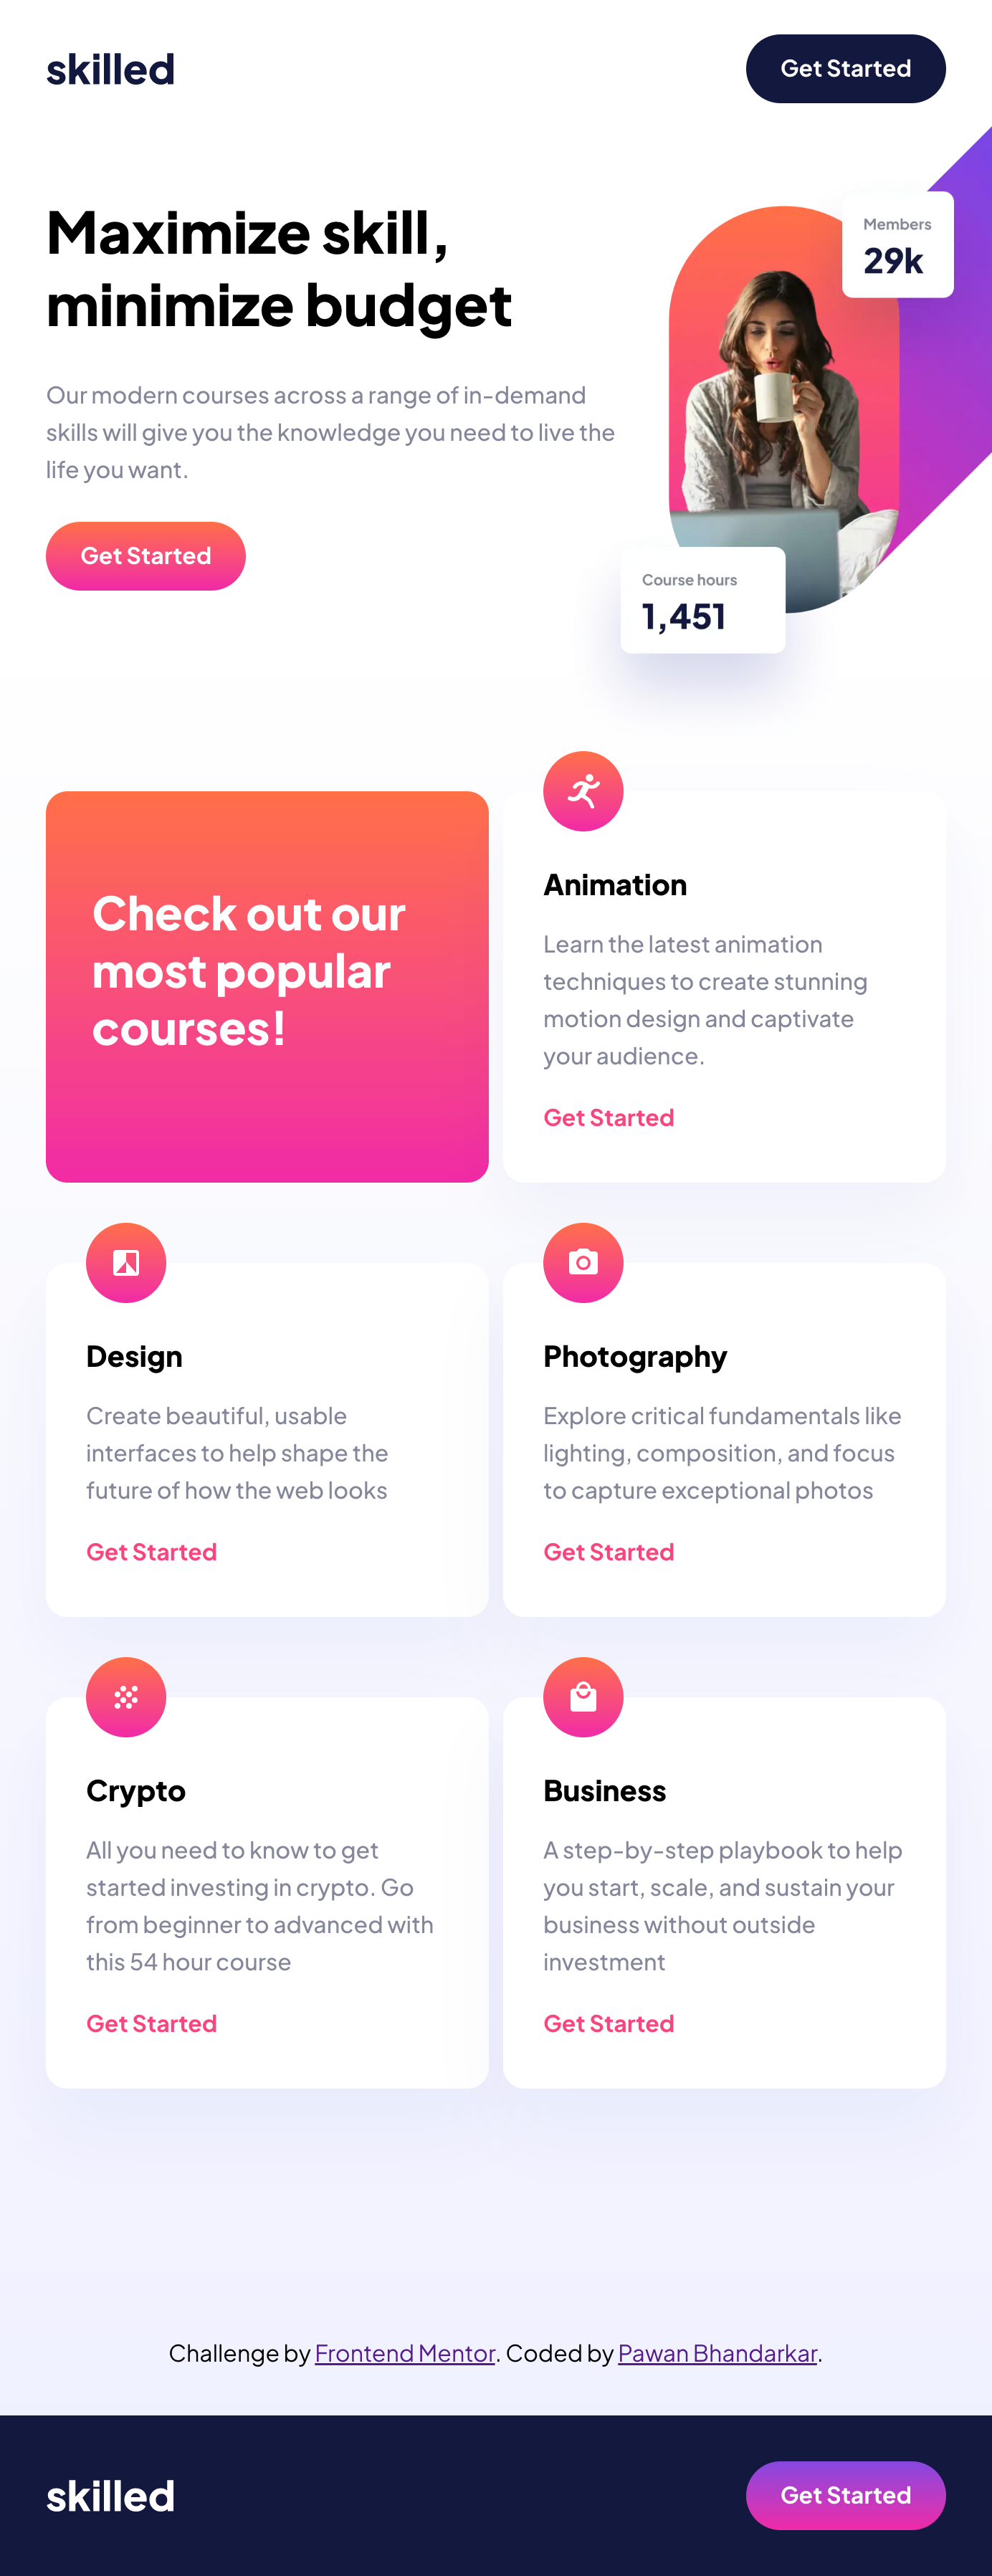 skilled
Get Started
Maximize skill,
minimize budget
Our modern courses across a range of in-demand
skills will give you the knowledge you need to live the
life you want.
Get Started
Members
29k
Course hours
1,451
Check out our
most popular
courses!
Animation
Learn the latest animation
techniques to create stunning
motion design and captivate
your audience.
Get Started
Design
Create beautiful, usable
interfaces to help shape the
future of how the web looks
Get Started
Photography
Explore critical fundamentals like
lighting, composition, and focus
to capture exceptional photos
Get Started
Crypto
All you need to know to get
started investing in crypto. Go
from beginner to advanced with
this 54 hour course
Get Started
Business
A step-by-step playbook to help
you start, scale, and sustain your
business without outside
investment
Get Started
Challenge by Frontend Mentor. Coded by Pawan Bhandarkar.
skilled
Get Started